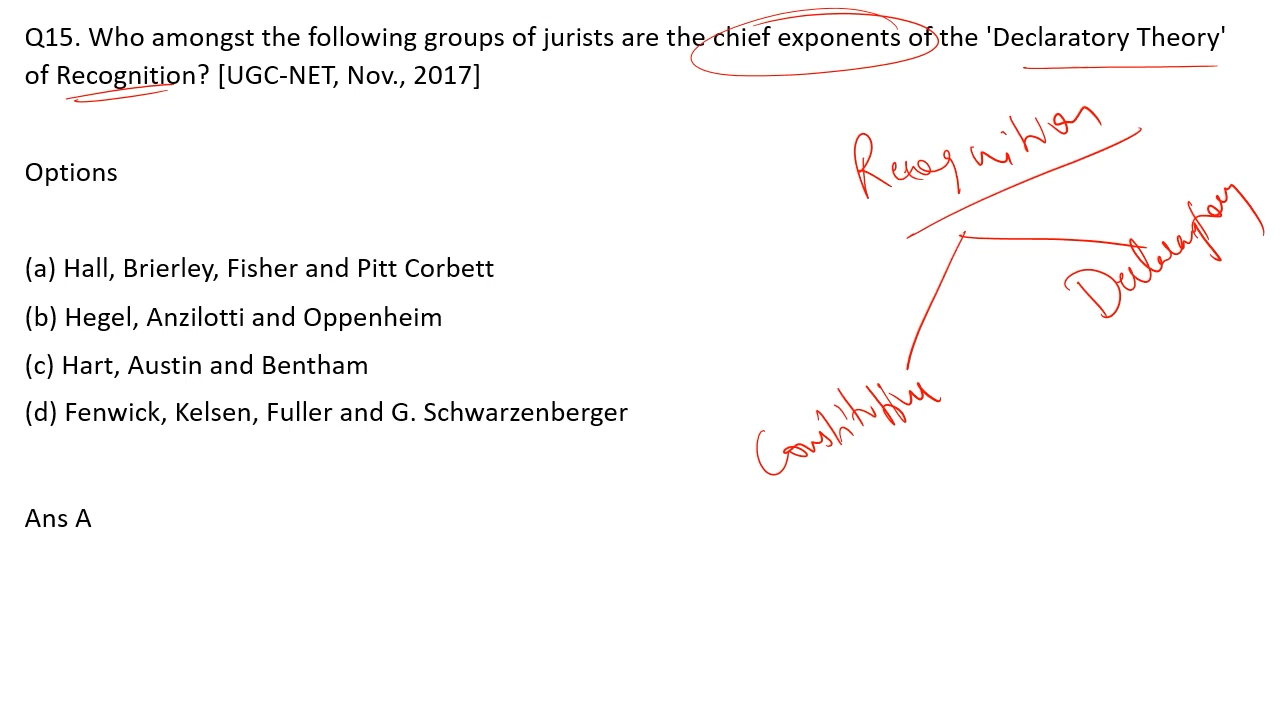 Q15. Who amongst the following groups of jurists are the chief exponents of the 'Declaratory Theory'
of Recognition? [UGC-NET, Nov., 2017]
Recognition
Declaratory
Options
(a) Hall, Brierley, Fisher and Pitt Corbett
(b) Hegel, Anzilotti and Oppenheim
(c) Hart, Austin and Bentham
(d) Fenwick, Kelsen, Fuller and G. Schwarzenberger
Constitutive
Ans A